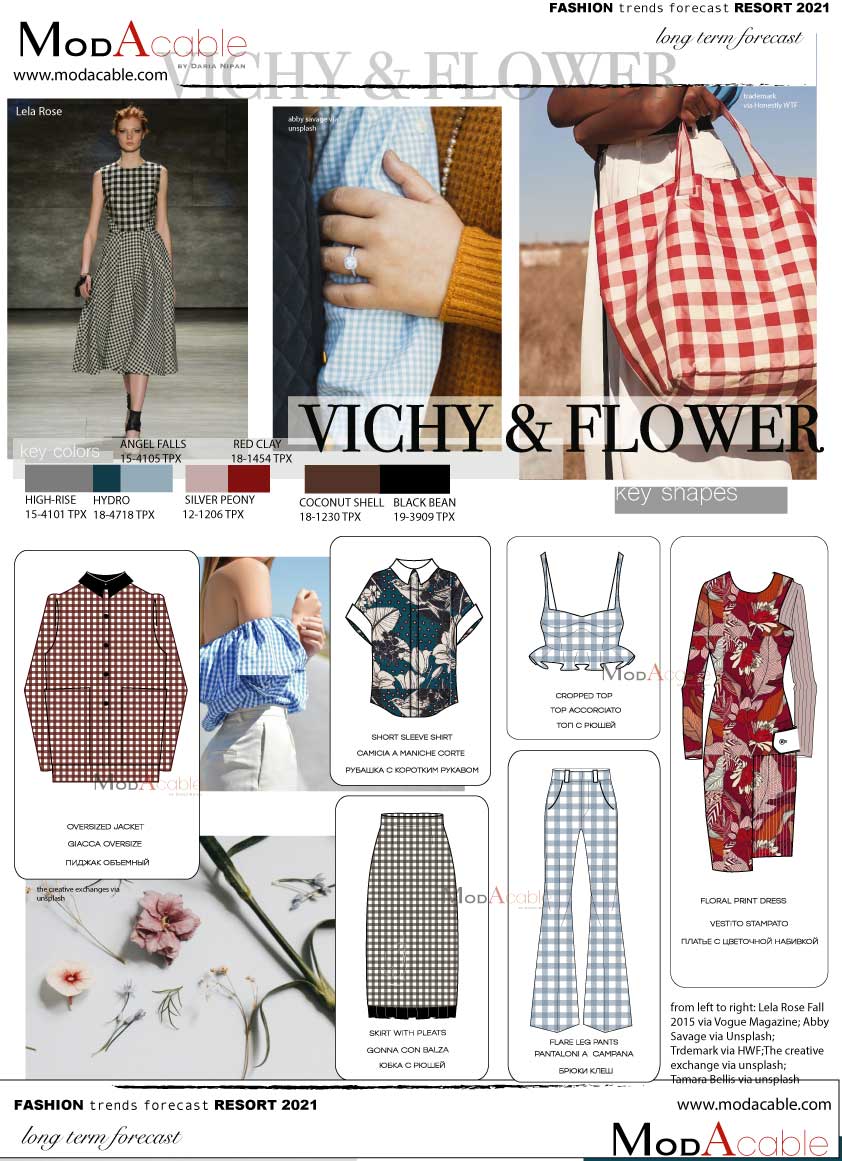 FASHION trends forecast RESORT 2021
long term forecast
MODACABLE
BY DARIA NIPAN
www.modacable.com
VICHY & FLOWER
Lela Rose
abby savage via
unsplash
trademark
via Honestly WTF
VICHY & FLOWER
key colors
ANGEL FALLS
15-4105 TPX
RED CLAY
18-1454 TPX
HIGH-RISE
15-4101 TPX
HYDRO
18-4718 TPX
SILVER PEONY
12-1206 TPX
COCONUT SHELL
18-1230 TPX
BLACK BEAN
19-3909 TPX
key shapes
MODACable
OVERSIZED JACKET
GIACCA OVERSIZE
ПИДЖАК ОБЪЕМНЫЙ
SHORT SLEEVE SHIRT
CAMICIA A MANICHE CORTE
РУБАШКА С КОРОТКИМ РУКАВОМ
MODACable
CROPPED TOP
TOP ACCORCIATO
ТОП С РЮШЕЙ
FLORAL PRINT DRESS
VESTITO STAMPATO
ПЛАТЬЕ С ЦВЕТОЧНОЙ НАБИВКОЙ
the creative exchanges via
unsplash
MODACable
SKIRT WITH PLEATS
GONNA CON BALZA
ЮБКА С РЮШЕЙ
FLARE LEG PANTS
PANTALONI A CAMPANA
БРЮКИ КЛЕШ
from left to right: Lela Rose Fall
2015 via Vogue Magazine; Abby
Savage via Unsplash;
Trdemark via HWF;The creative
exchange via unsplash;
Tamara Bellis via unsplash
FASHION trends forecast RESORT 2021
long term forecast
www.modacable.com
MODACable